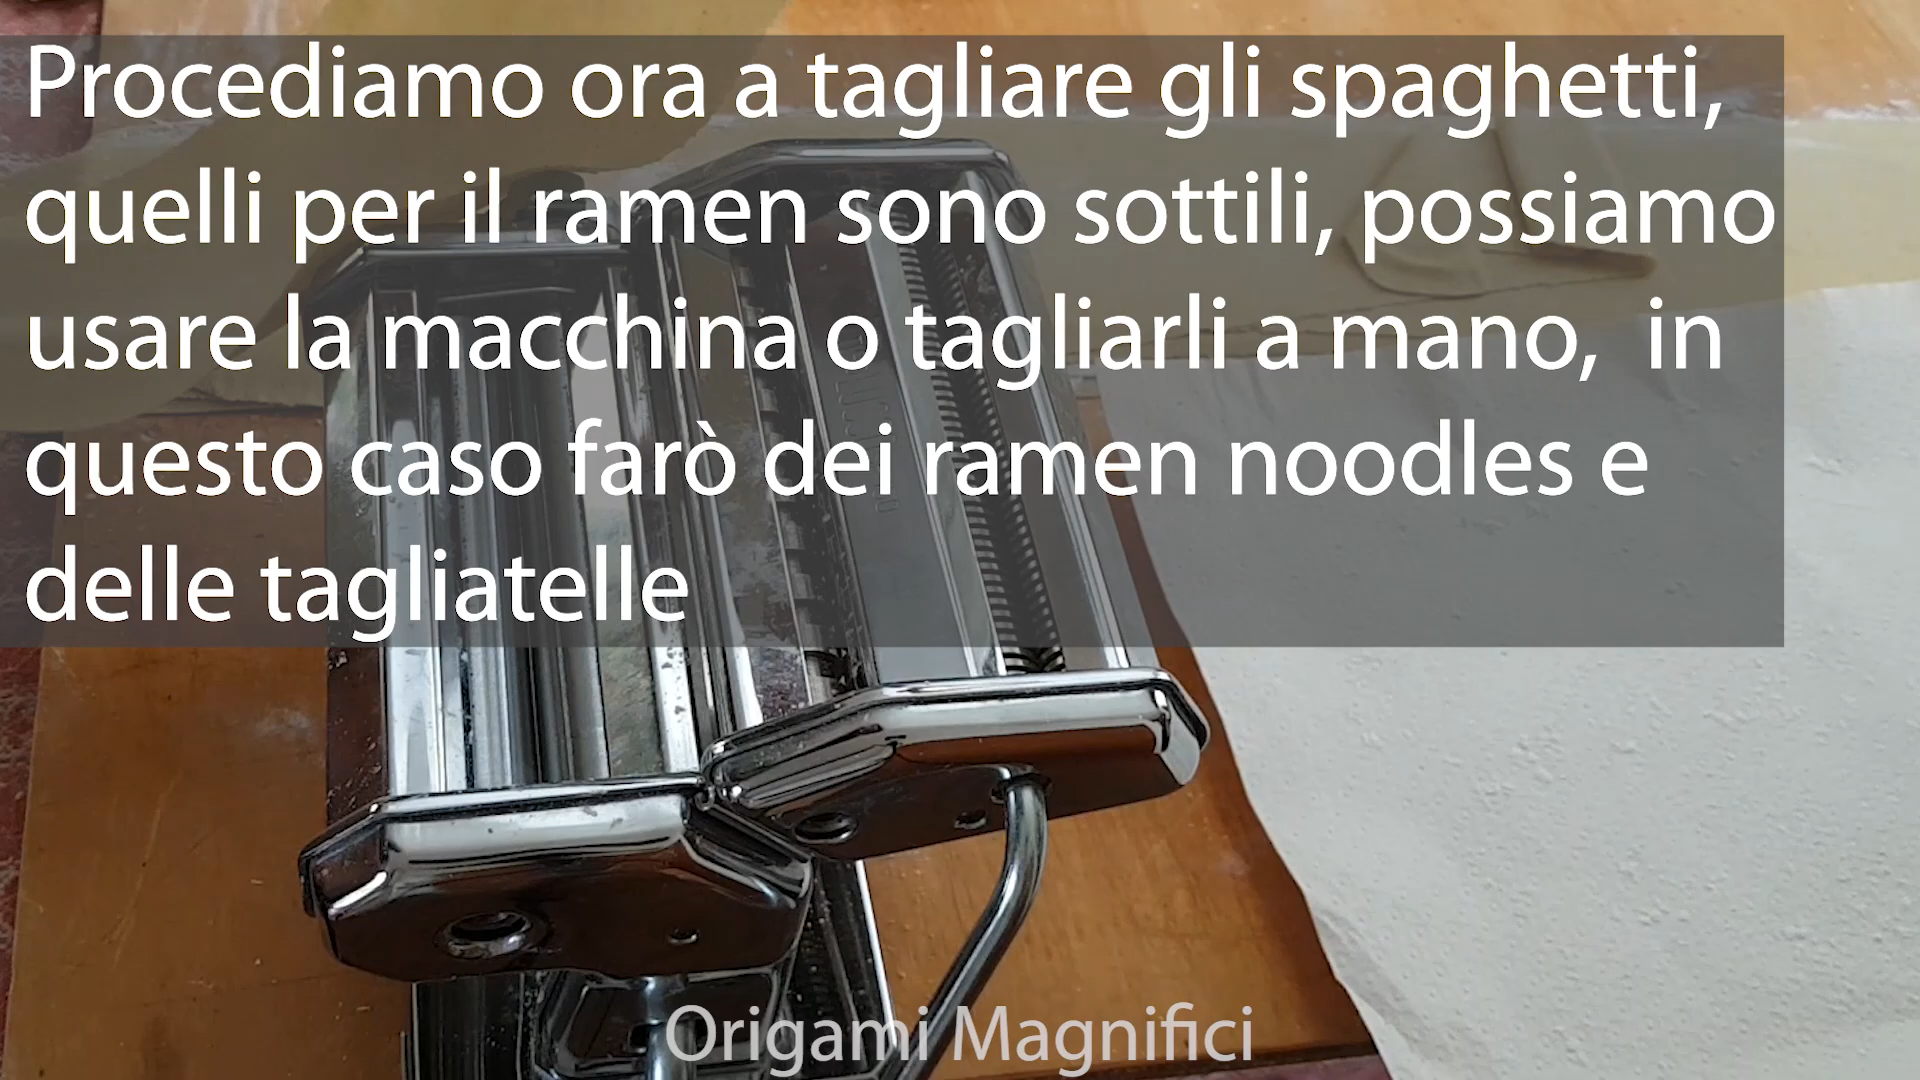 Procediamo ora a tagliare gli spaghetti,
quelli per il ramen sono sottili, possiamo
usare la macchina o tagliarli a mano,  in
questo caso farò dei ramen noodles e
delle tagliatelle
Origami Magnifici